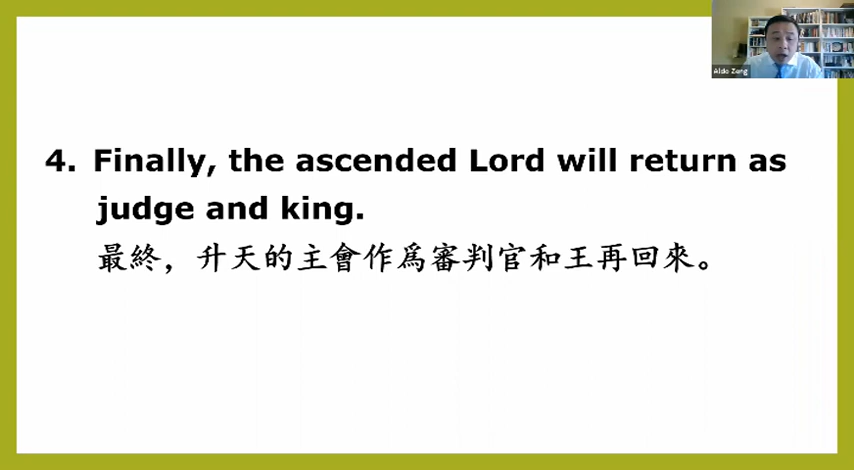 Aldo Zeng
4. Finally, the ascended Lord will return as
judge and king.
最終，升天的主會作爲審判官和王再回來。